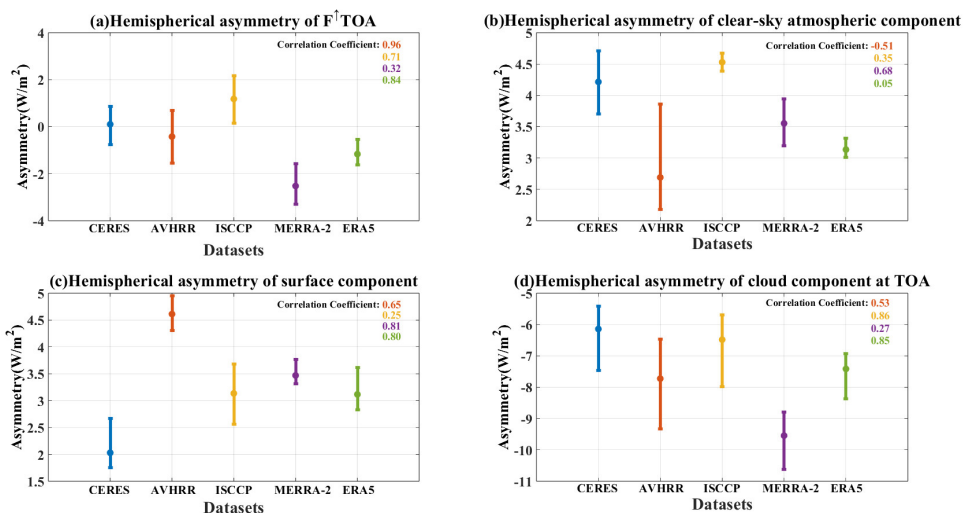 (a)Hemispherical asymmetry of F↑TOA
Correlation Coefficient: 0.96
0.71
0.32
0.84
Asymmetry(W/m²)
4
2
0
-2
-4
CERES AVHRR ISCCP MERRA-2 ERA5
Datasets
(b)Hemispherical asymmetry of clear-sky atmospheric component
Correlation Coefficient: -0.51
0.35
0.68
0.05
Asymmetry(W/m²)
5
4.5
4
3.5
3
2.5
2
CERES AVHRR ISCCP MERRA-2 ERA5
Datasets
(c)Hemispherical asymmetry of surface component
Correlation Coefficient: 0.65
0.25
0.81
0.80
Asymmetry(W/m²)
5
4.5
4
3.5
3
2.5
2
1.5
CERES AVHRR ISCCP MERRA-2 ERA5
Datasets
(d)Hemispherical asymmetry of cloud component at TOA
Correlation Coefficient: 0.53
0.86
0.27
0.85
Asymmetry(W/m²)
-5
-6
-7
-8
-9
-10
-11
CERES AVHRR ISCCP MERRA-2 ERA5
Datasets